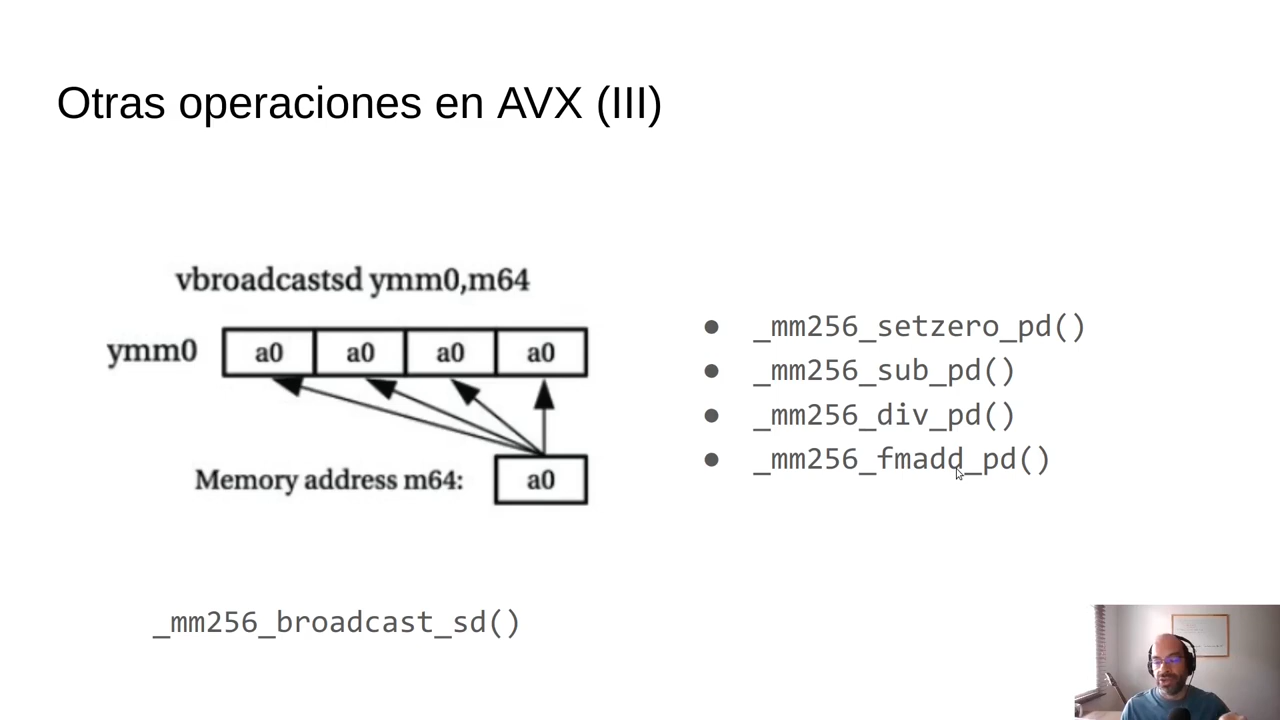 Otras operaciones en AVX (III)
vbroadcastsd ymm0,m64
ymm0 a0 a0 a0 a0
Memory address m64: a0
_mm256_broadcast_sd()
● _mm256_setzero_pd()
● _mm256_sub_pd()
● _mm256_div_pd()
● _mm256_fmadd_pd()